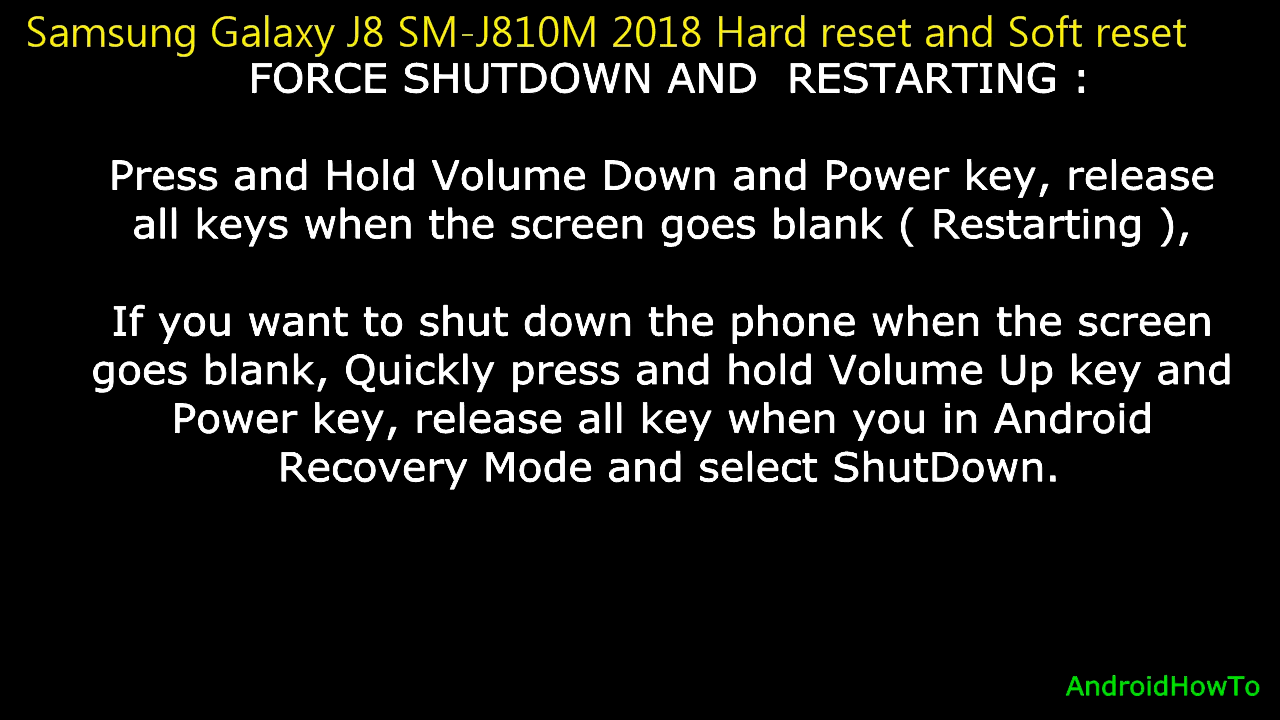 Samsung Galaxy J8 SM-J810M 2018 Hard reset and Soft reset
FORCE SHUTDOWN AND  RESTARTING :
Press and Hold Volume Down and Power key, release
all keys when the screen goes blank ( Restarting ),
If you want to shut down the phone when the screen
goes blank, Quickly press and hold Volume Up key and
Power key, release all key when you in Android
Recovery Mode and select ShutDown.
AndroidHowTo